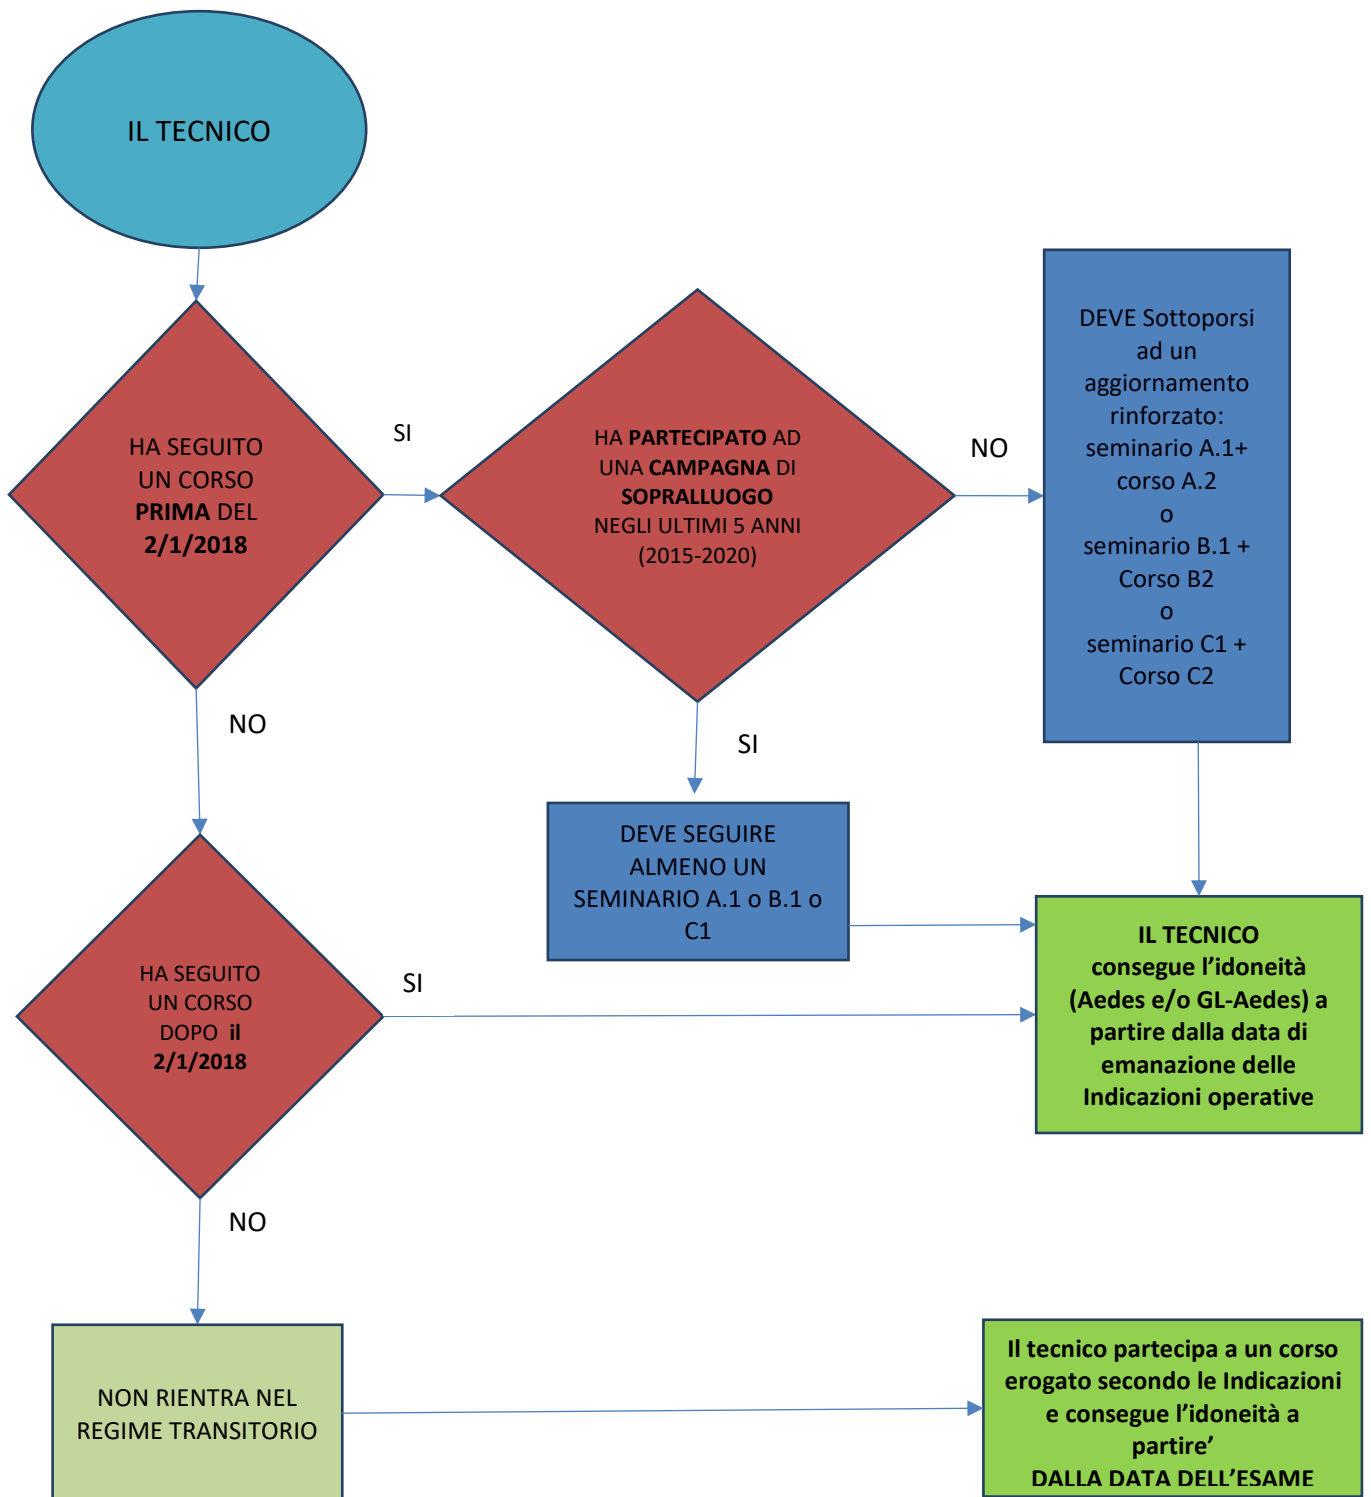 IL TECNICO
HA SEGUITO
UN CORSO
PRIMA DEL
2/1/2018
SI
HA PARTECIPATO AD
UNA CAMPAGNA DI
SOPRALLUOGO
NEGLI ULTIMI 5 ANNI
(2015-2020)
NO
DEVE Sottoporsi
ad un
aggiornamento
rinforzato:
seminario A.1+
corso A.2
o
seminario B.1 +
Corso B2
o
seminario C1 +
Corso C2
NO
SI
DEVE SEGUIRE
ALMENO UN
SEMINARIO A.1 o B.1 o
C1
HA SEGUITO
UN CORSO
DOPO il
2/1/2018
SI
IL TECNICO
consegue l’idoneità
(Aedes e/o GL-Aedes) a
partire dalla data di
emanazione delle
Indicazioni operative
NO
NON RIENTRA NEL
REGIME TRANSITORIO
Il tecnico partecipa a un corso
erogato secondo le Indicazioni
e consegue l’idoneità a
partire’
DALLA DATA DELL’ESAME